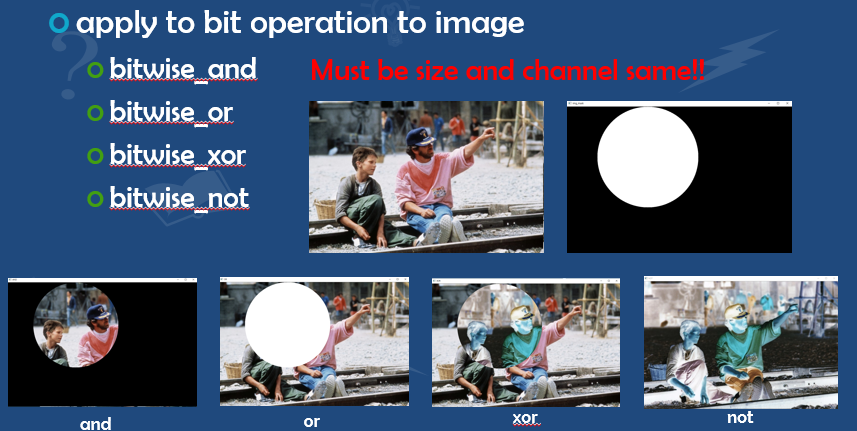 apply to bit operation to image
bitwise_and
Must be size and channel same!!
bitwise_or
bitwise_xor
bitwise_not
and
or
xor
not